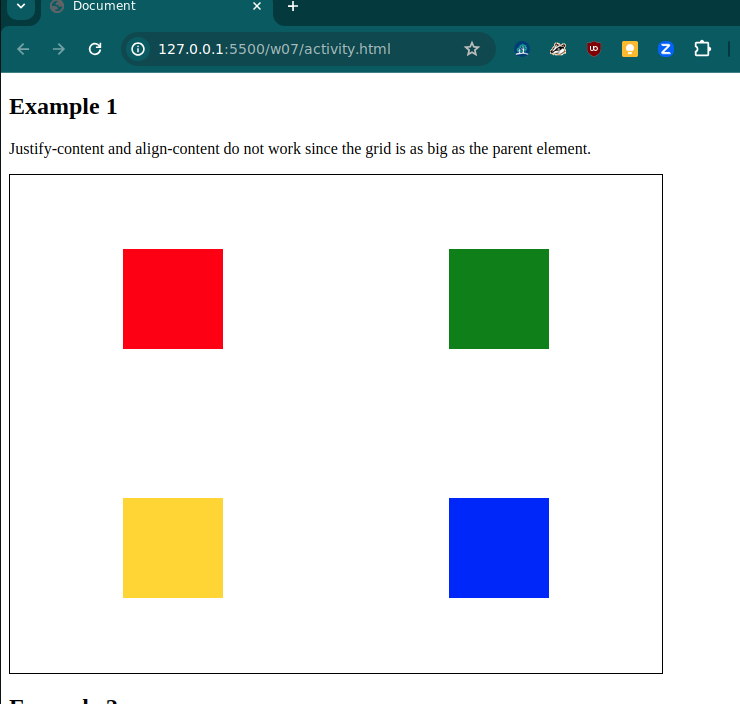 Document
127.0.0.1:5500/w07/activity.html
UD
Z
Example 1
Justify-content and align-content do not work since the grid is as big as the parent element.